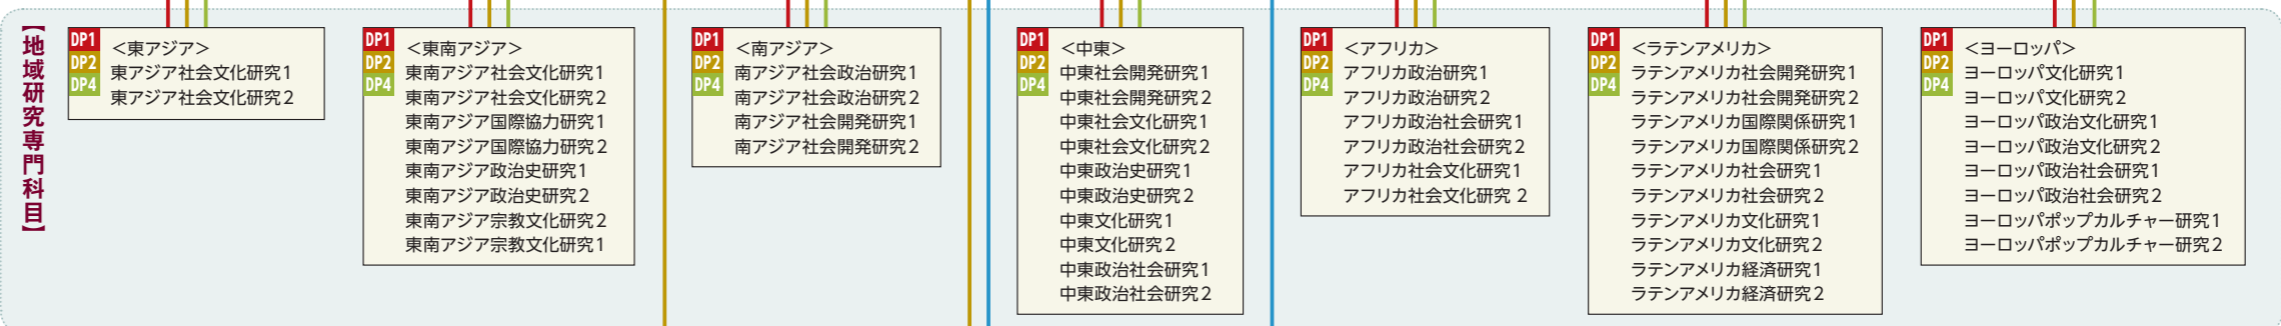 【地域研究専門科目】
DP1
DP2
DP4
＜東アジア＞
東アジア社会文化研究1
東アジア社会文化研究2
DP1
DP2
DP4
＜東南アジア＞
東南アジア社会文化研究1
東南アジア社会文化研究2
東南アジア国際協力研究1
東南アジア国際協力研究2
東南アジア政治史研究1
東南アジア政治史研究2
東南アジア宗教文化研究2
東南アジア宗教文化研究1
DP1
DP2
DP4
＜南アジア＞
南アジア社会政治研究1
南アジア社会政治研究2
南アジア社会開発研究1
南アジア社会開発研究2
DP1
DP2
DP4
＜中東＞
中東社会開発研究1
中東社会開発研究2
中東社会文化研究1
中東社会文化研究2
中東政治史研究1
中東政治史研究2
中東文化研究1
中東文化研究2
中東政治社会研究1
中東政治社会研究2
DP1
DP2
DP4
＜アフリカ＞
アフリカ政治研究1
アフリカ政治研究2
アフリカ政治社会研究1
アフリカ政治社会研究2
アフリカ社会文化研究1
アフリカ社会文化研究 2
DP1
DP2
DP4
＜ラテンアメリカ＞
ラテンアメリカ社会開発研究1
ラテンアメリカ社会開発研究2
ラテンアメリカ国際関係研究1
ラテンアメリカ国際関係研究2
ラテンアメリカ社会研究1
ラテンアメリカ社会研究2
ラテンアメリカ文化研究1
ラテンアメリカ文化研究2
ラテンアメリカ経済研究1
ラテンアメリカ経済研究2
DP1
DP2
DP4
＜ヨーロッパ＞
ヨーロッパ文化研究1
ヨーロッパ文化研究2
ヨーロッパ政治文化研究1
ヨーロッパ政治文化研究2
ヨーロッパ政治社会研究1
ヨーロッパ政治社会研究2
ヨーロッパポップカルチャー研究1
ヨーロッパポップカルチャー研究2